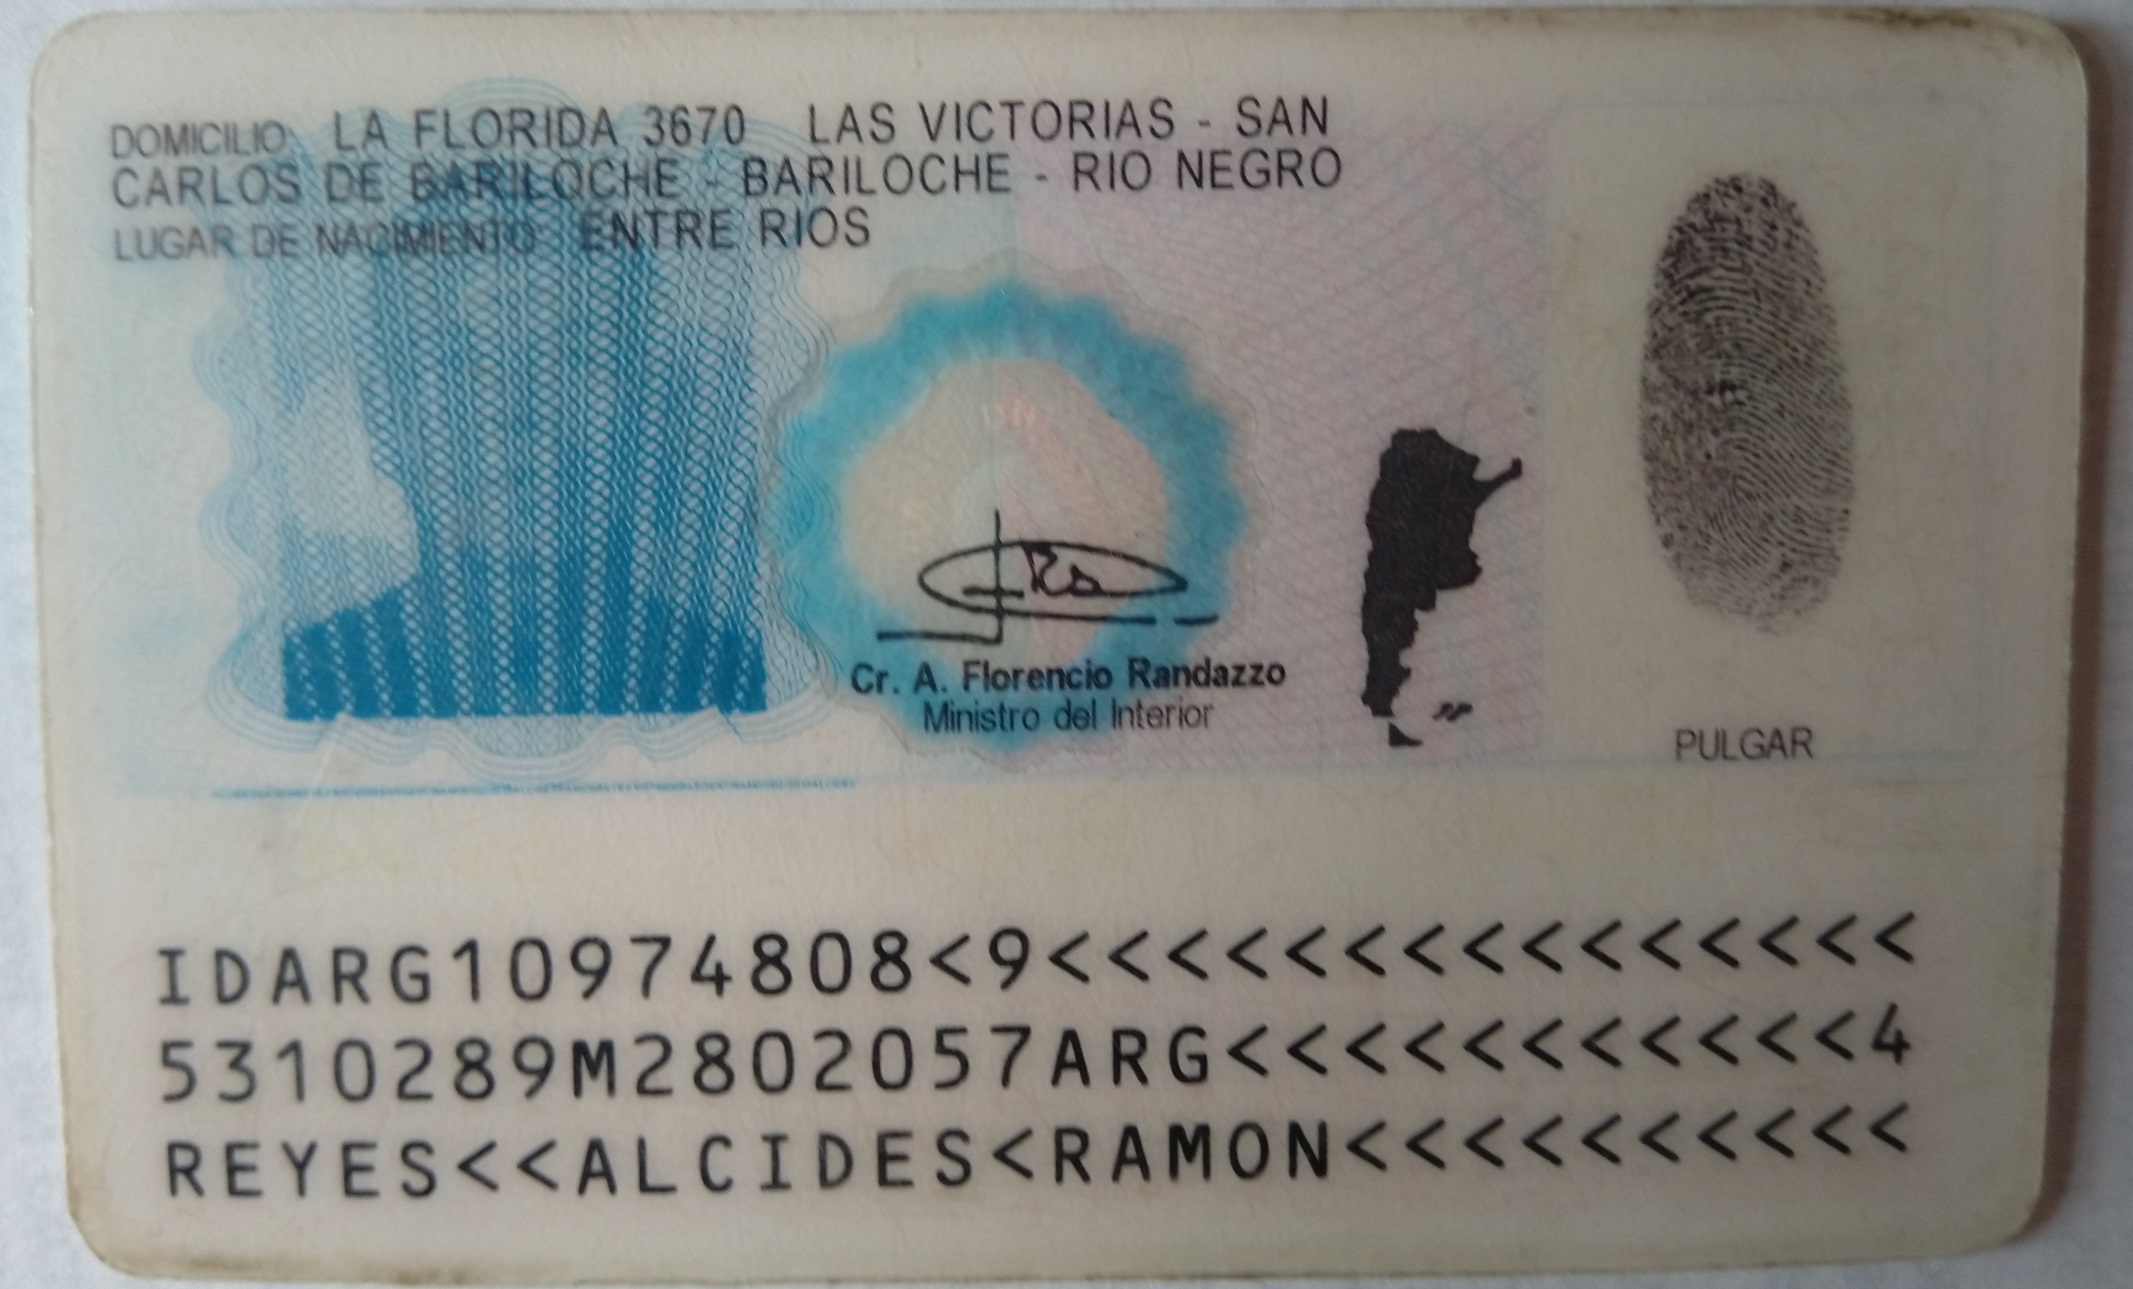 DOMICILIO LA FLORIDA 3670 LAS VICTORIAS - SAN
CARLOS DE BARILOCHE - BARILOCHE - RIO NEGRO
LUGAR DE NACIMIENTO ENTRE RIOS
Cr. A. Florencio Randazzo
Ministro del Interior
PULGAR
IDARG10974808<9<<<<<<<<<<<<<<<
5310289M2802057ARG<<<<<<<<<<<4
REYES<<ALCIDES<RAMON<<<<<<<<<<